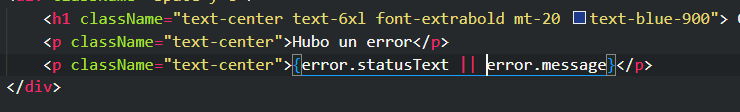 <h1 className="text-center text-6xl font-extrabold mt-20 text-blue-900">
<p className="text-center">Hubo un error</p>
<p className="text-center">{error.statusText || error.message}</p>
</div>